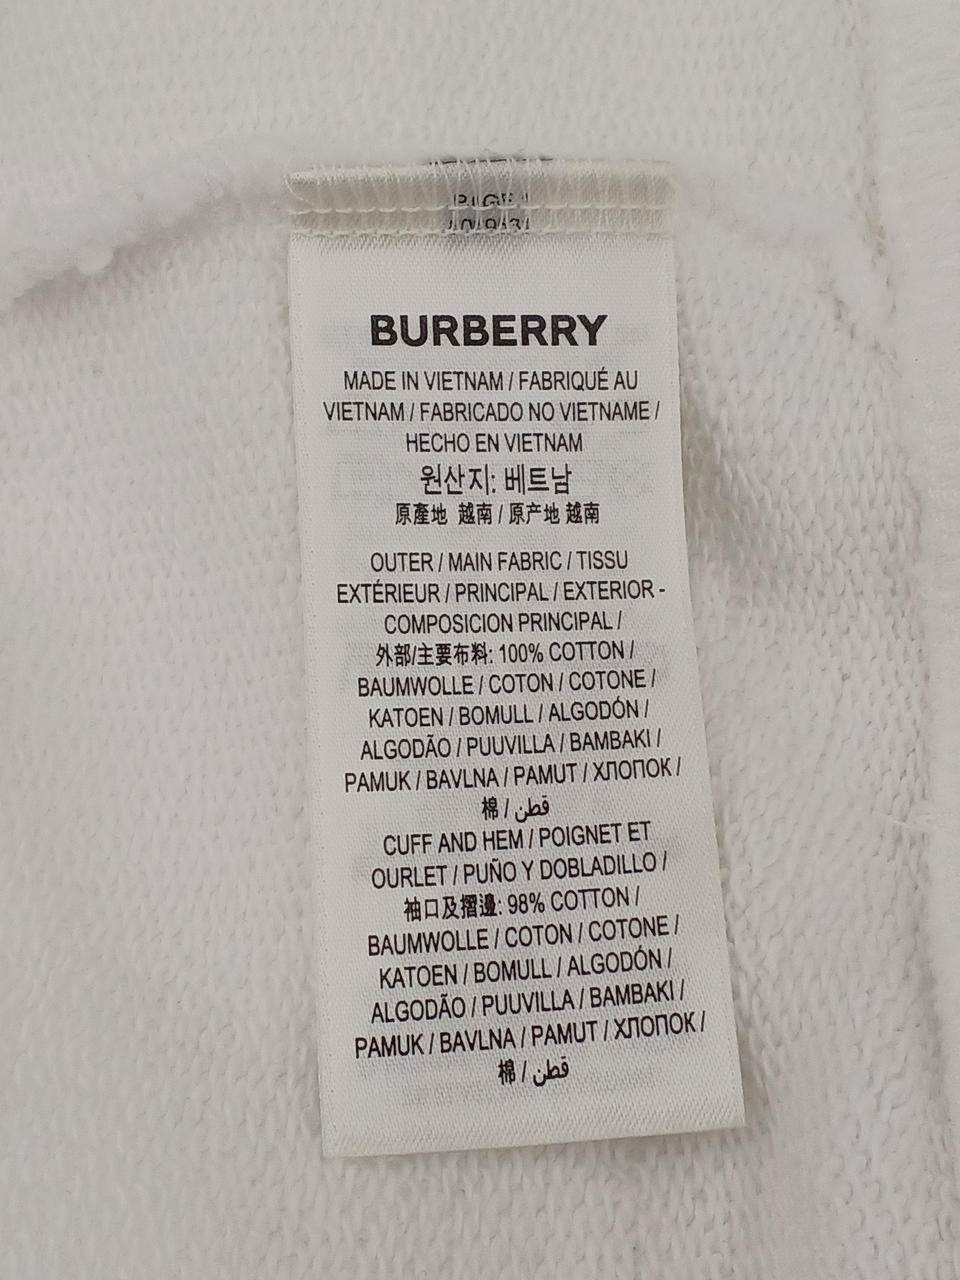 PAGE 1
BURBERRY
MADE IN VIETNAM / FABRIQUÉ AU
VIETNAM / FABRICADO NO VIETNAME /
HECHO EN VIETNAM
원산지: 베트남
原產地 越南 / 原产地 越南
OUTER / MAIN FABRIC / TISSU
EXTÉRIEUR / PRINCIPAL / EXTERIOR -
COMPOSICION PRINCIPAL /
外部/主要布料: 100% COTTON /
BAUMWOLLE / COTON / COTONE /
KATOEN / BOMULL / ALGODÓN /
ALGODÃO / PUUVILLA / BAMBAKI /
PAMUK / BAVLNA / PAMUT / ХЛОПОК /
棉 / قطن
CUFF AND HEM / POIGNET ET
OURLET / PUÑO Y DOBLADILLO /
袖口及摺邊: 98% COTTON /
BAUMWOLLE / COTON / COTONE /
KATOEN / BOMULL / ALGODÓN /
ALGODÃO / PUUVILLA / BAMBAKI /
PAMUK / BAVLNA / PAMUT / ХЛОПОК /
棉 / قطن